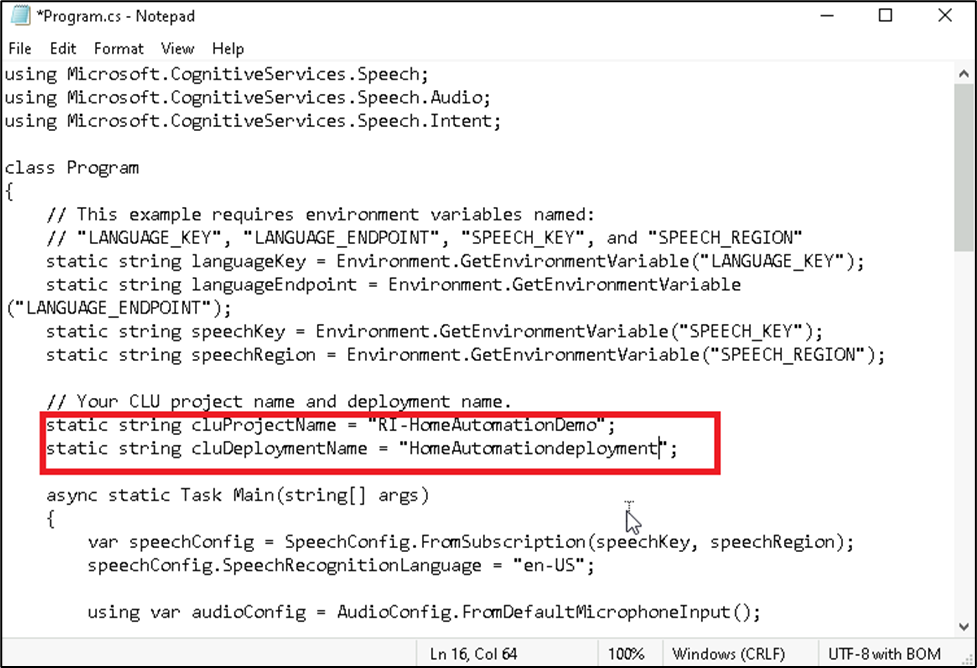 *Program.cs - Notepad
File Edit Format View Help
using Microsoft.CognitiveServices.Speech;
using Microsoft.CognitiveServices.Speech.Audio;
using Microsoft.CognitiveServices.Speech.Intent;
class Program
{
// This example requires environment variables named:
// "LANGUAGE_KEY", "LANGUAGE_ENDPOINT", "SPEECH_KEY", and "SPEECH_REGION"
static string languageKey = Environment.GetEnvironmentVariable("LANGUAGE_KEY");
static string languageEndpoint = Environment.GetEnvironmentVariable
("LANGUAGE_ENDPOINT");
static string speechKey = Environment.GetEnvironmentVariable("SPEECH_KEY");
static string speechRegion = Environment.GetEnvironmentVariable("SPEECH_REGION");
// Your CLU project name and deployment name.
static string cluProjectName = "RI-HomeAutomationDemo";
static string cluDeploymentName = "HomeAutomationdeployment";
async static Task Main(string[] args)
{
var speechConfig = SpeechConfig.FromSubscription(speechKey, speechRegion);
speechConfig.SpeechRecognitionLanguage = "en-US";
using var audioConfig = AudioConfig.FromDefaultMicrophoneInput();
Ln 16, Col 64 100% Windows (CRLF) UTF-8 with BOM